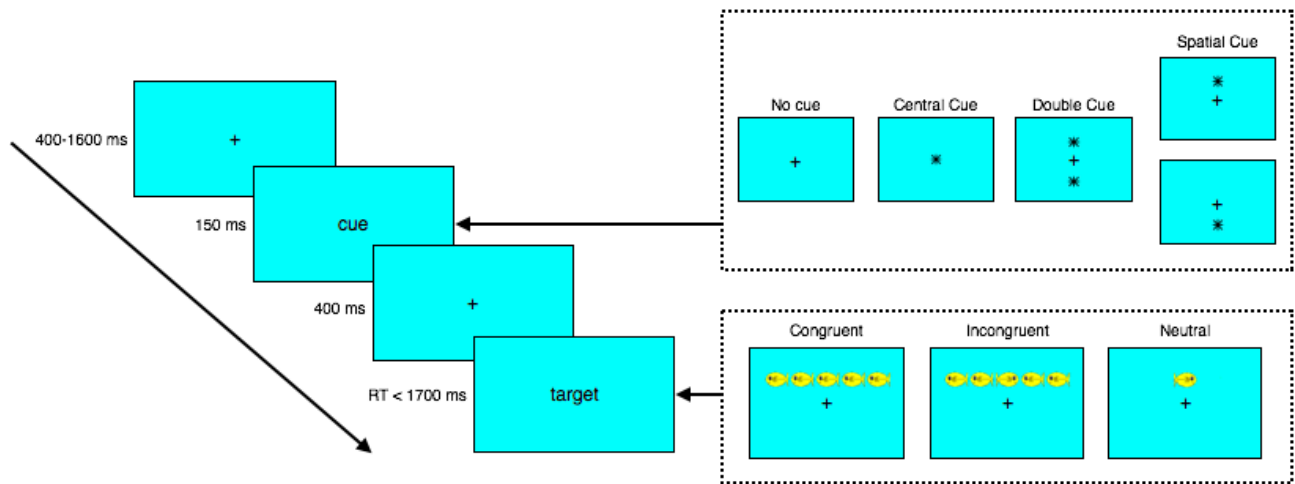 400-1600 ms
150 ms
cue
400 ms
RT < 1700 ms
target
No cue
Central Cue
Double Cue
Spatial Cue
Congruent
Incongruent
Neutral